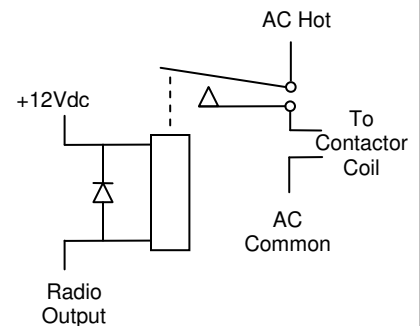 AC Hot
+12Vdc
To
Contactor
Coil
AC
Common
Radio
Output